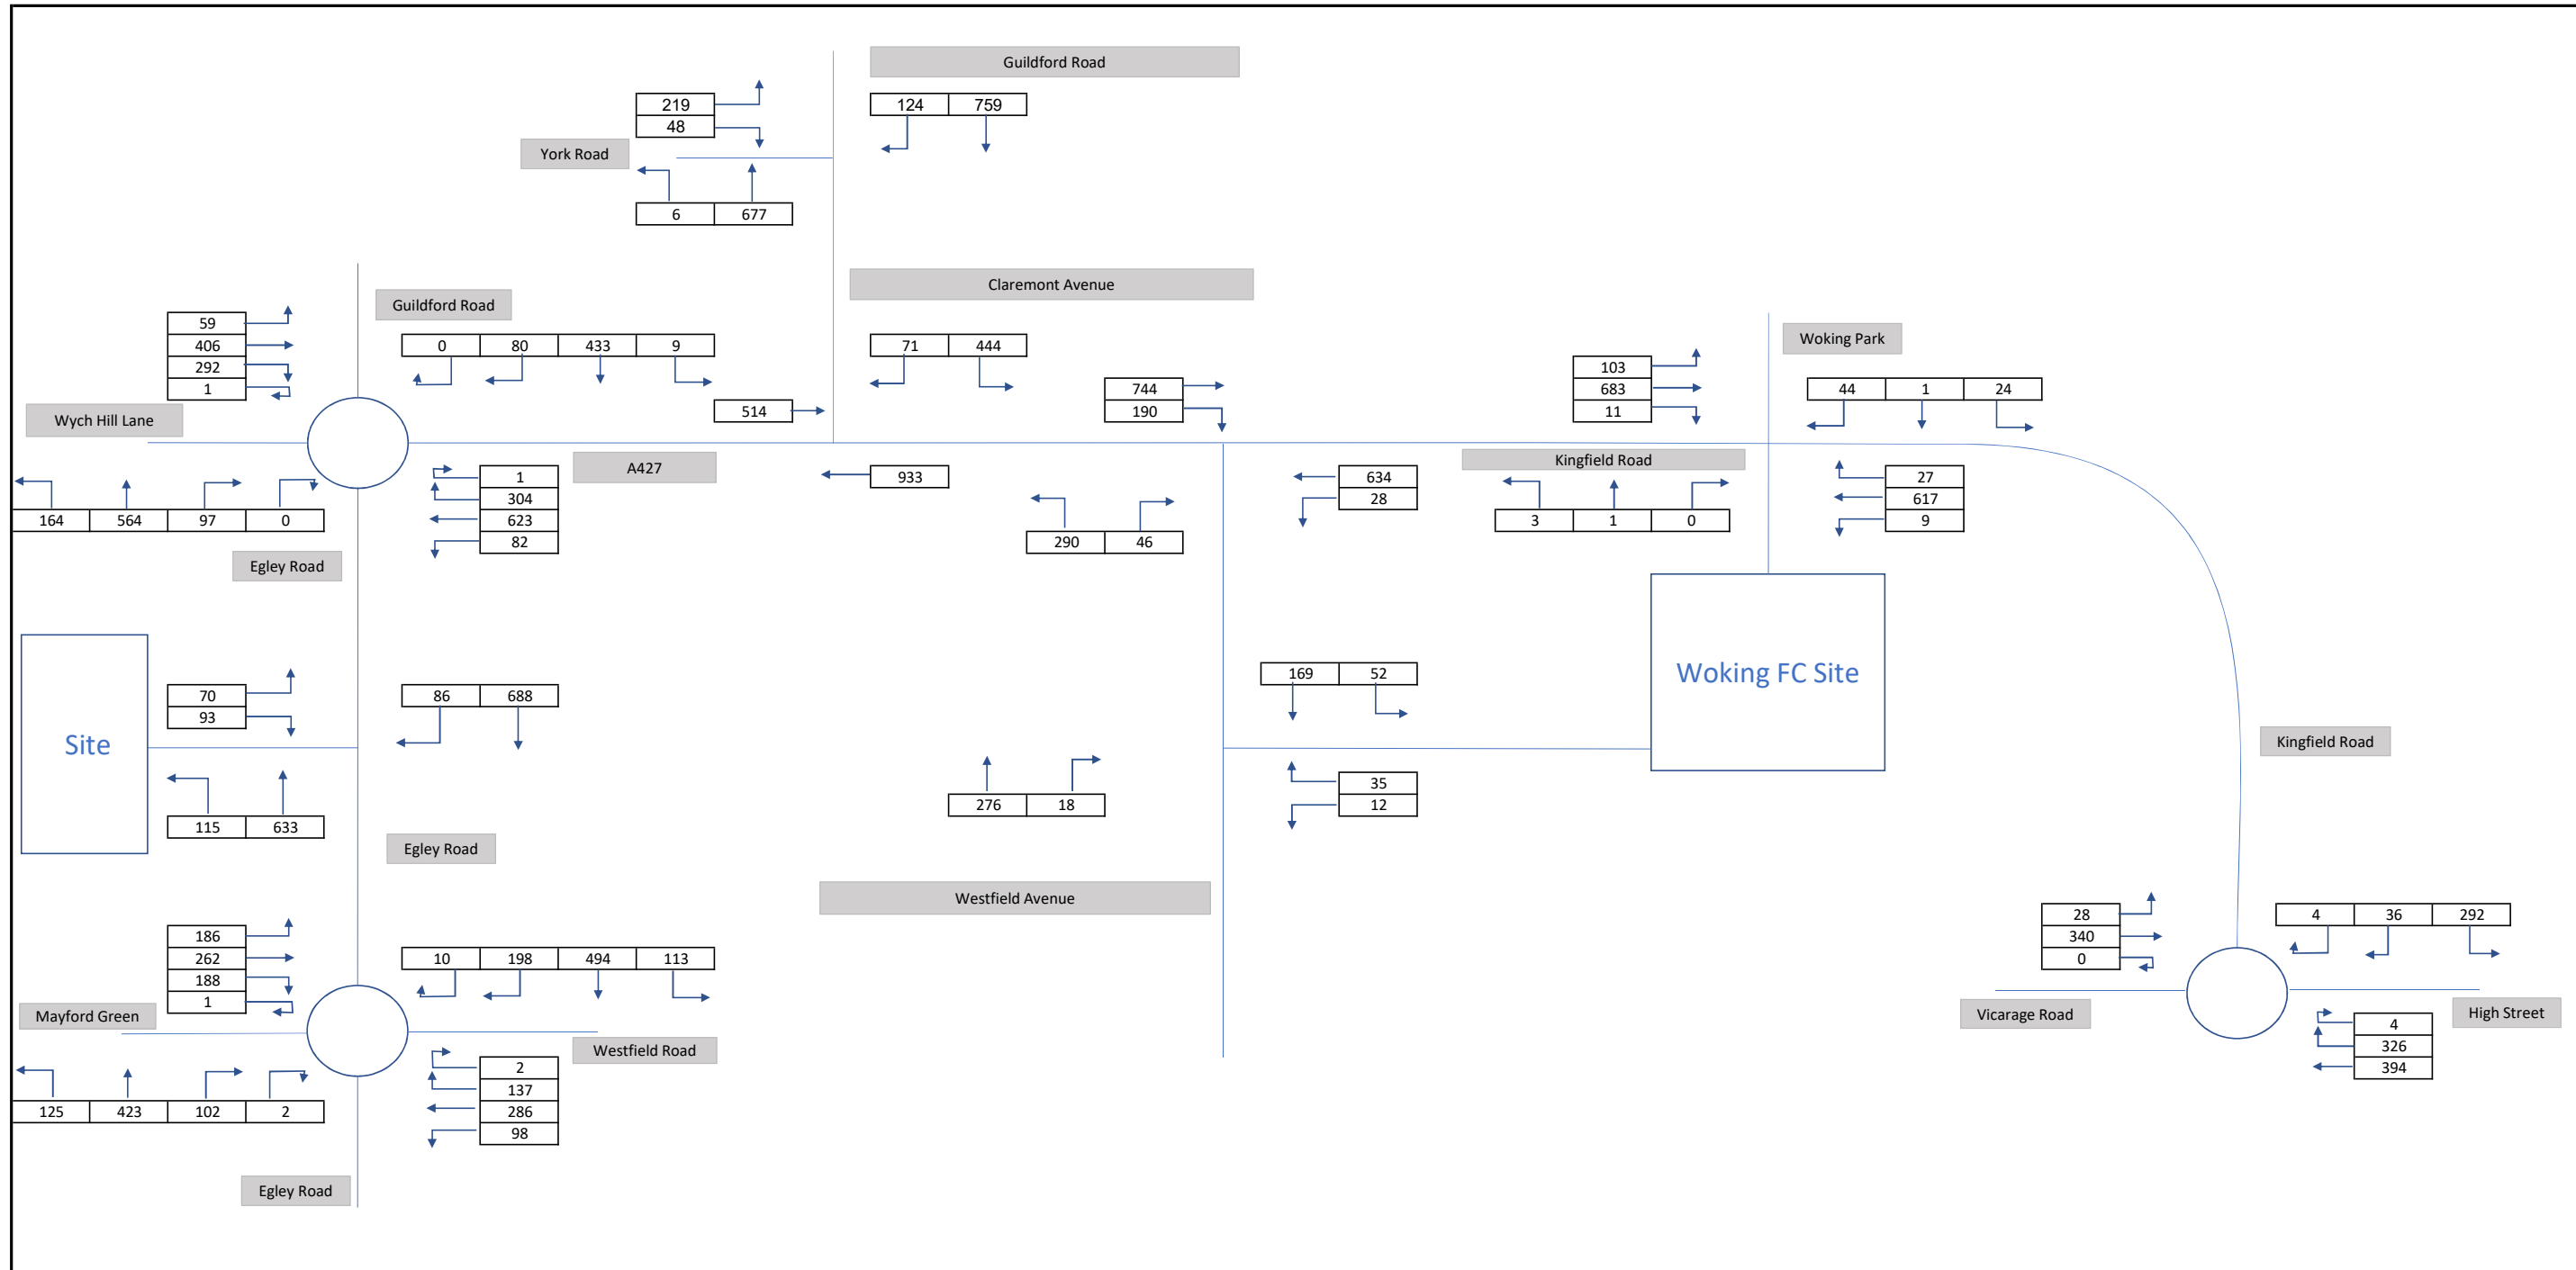 Guildford Road
219
124 759
48
York Road
6 677
Claremont Avenue
Guildford Road
59
406
292
1
0 80 433 9
71 444
Woking Park
103
683
11
744
190
44 1 24
514
Wych Hill Lane
A427
Kingfield Road
1
304
623
82
933
634
28
27
617
9
164 564 97 0
290 46
3 1 0
Egley Road
Site
70
93
86 688
169 52
Woking FC Site
Kingfield Road
35
12
276 18
115 633
Egley Road
Westfield Avenue
186
262
188
1
10 198 494 113
28
340
0
4 36 292
Mayford Green
Vicarage Road
High Street
Westfield Road
2
137
286
98
4
326
394
125 423 102 2
Egley Road